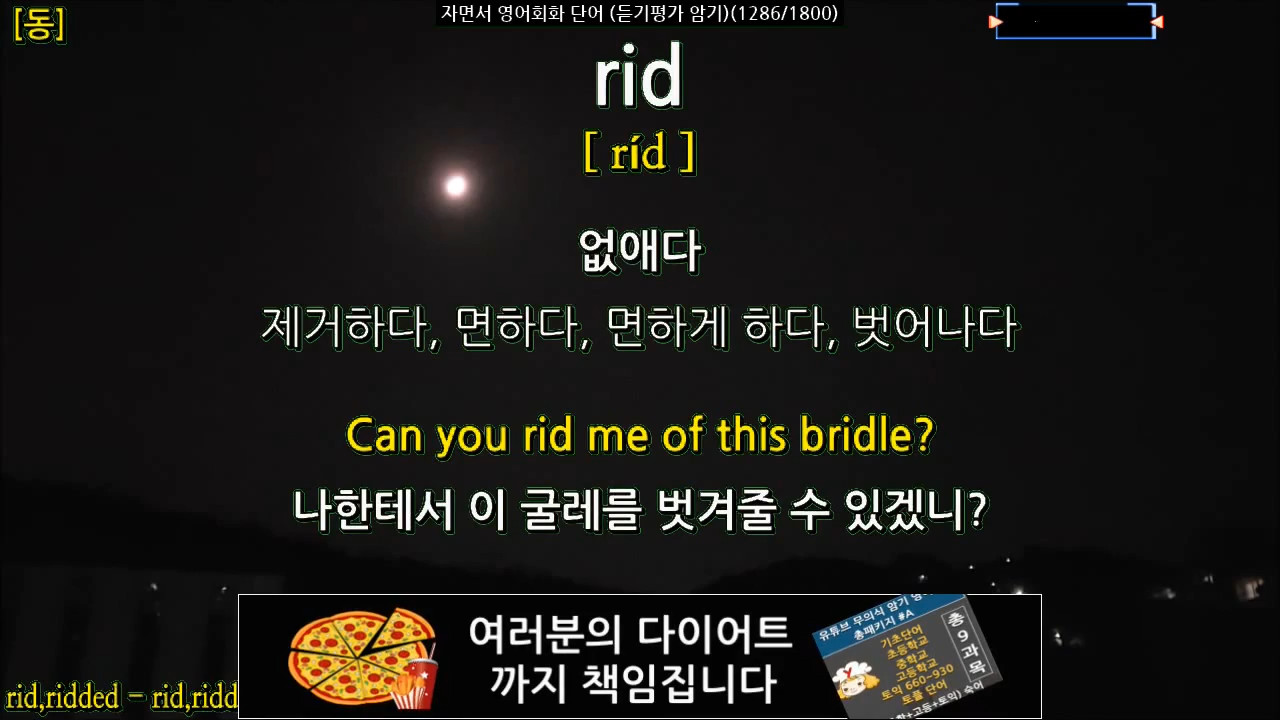 [동]
자면서 영어회화 단어 (듣기평가 암기)(1286/1800)
rid
[ ríd ]
없애다
제거하다, 면하다, 면하게 하다, 벗어나다
Can you rid me of this bridle?
나한테서 이 굴레를 벗겨줄 수 있겠니?
여러분의 다이어트
까지 책임집니다
유튜브 무의식 암기
총패키지 #A
기초단어
초등학교
중학교
고등학교
토익 660-930
토플 단어
총9과목
rid,ridded - rid,ridd